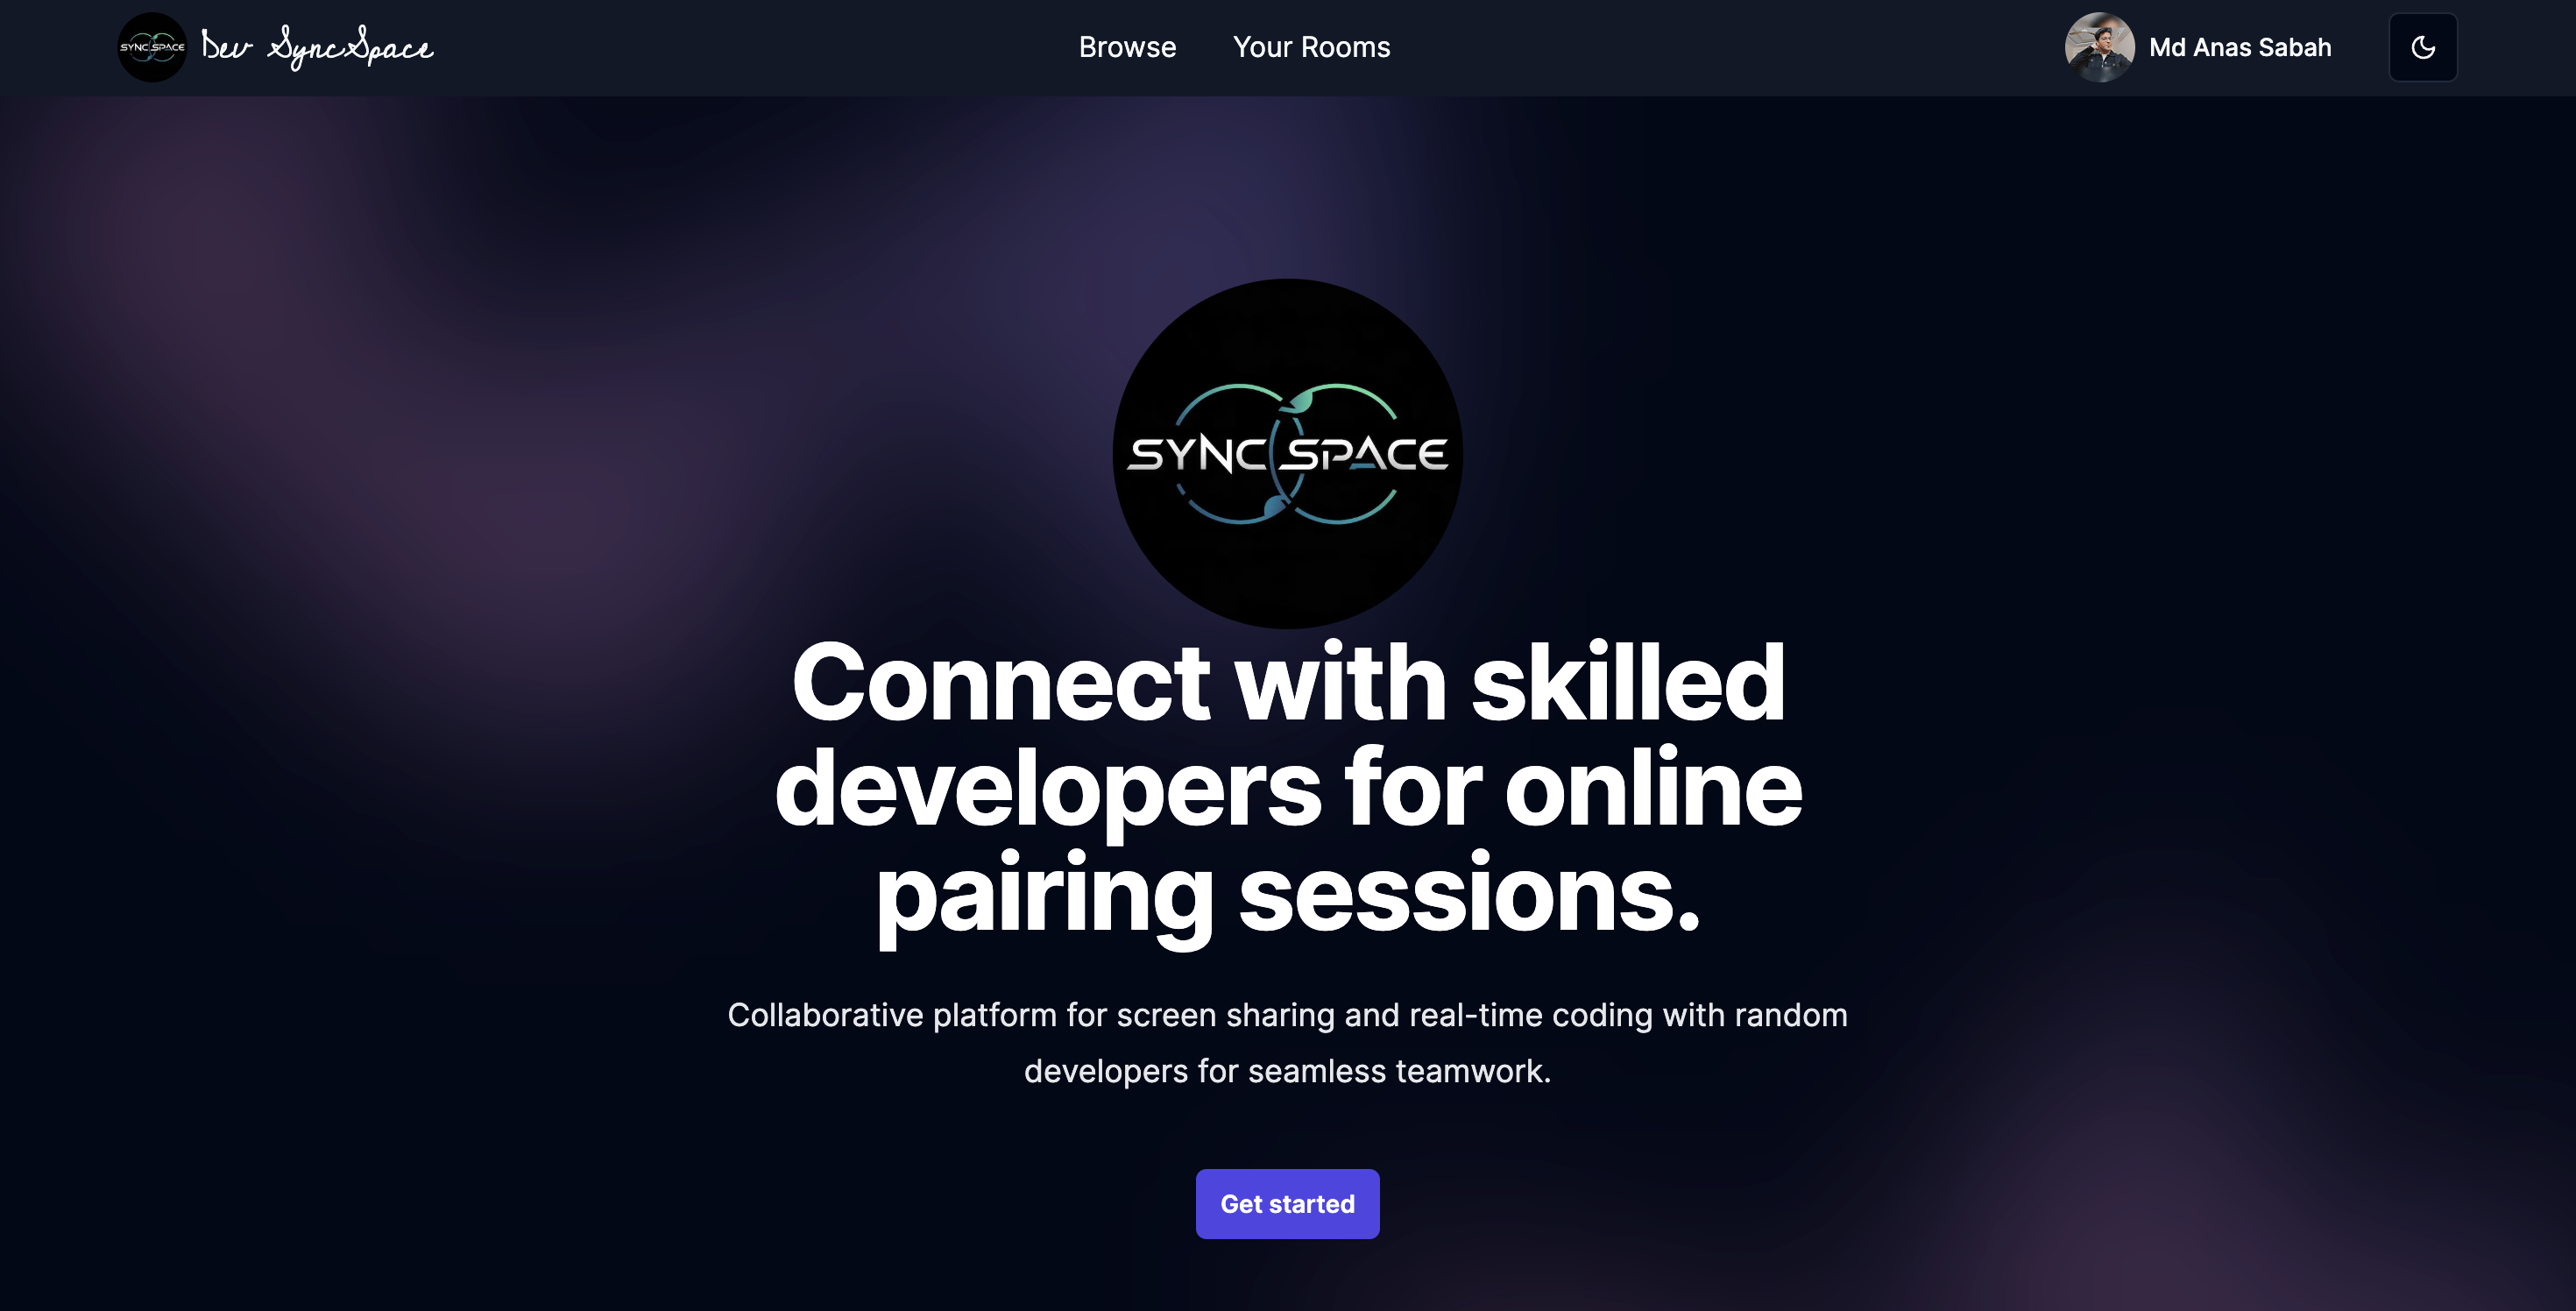 SYNC SPACE
Dev SyncSpace
Browse
Your Rooms
Md Anas Sabah
SYNC SPACE
Connect with skilled
developers for online
pairing sessions.
Collaborative platform for screen sharing and real-time coding with random
developers for seamless teamwork.
Get started